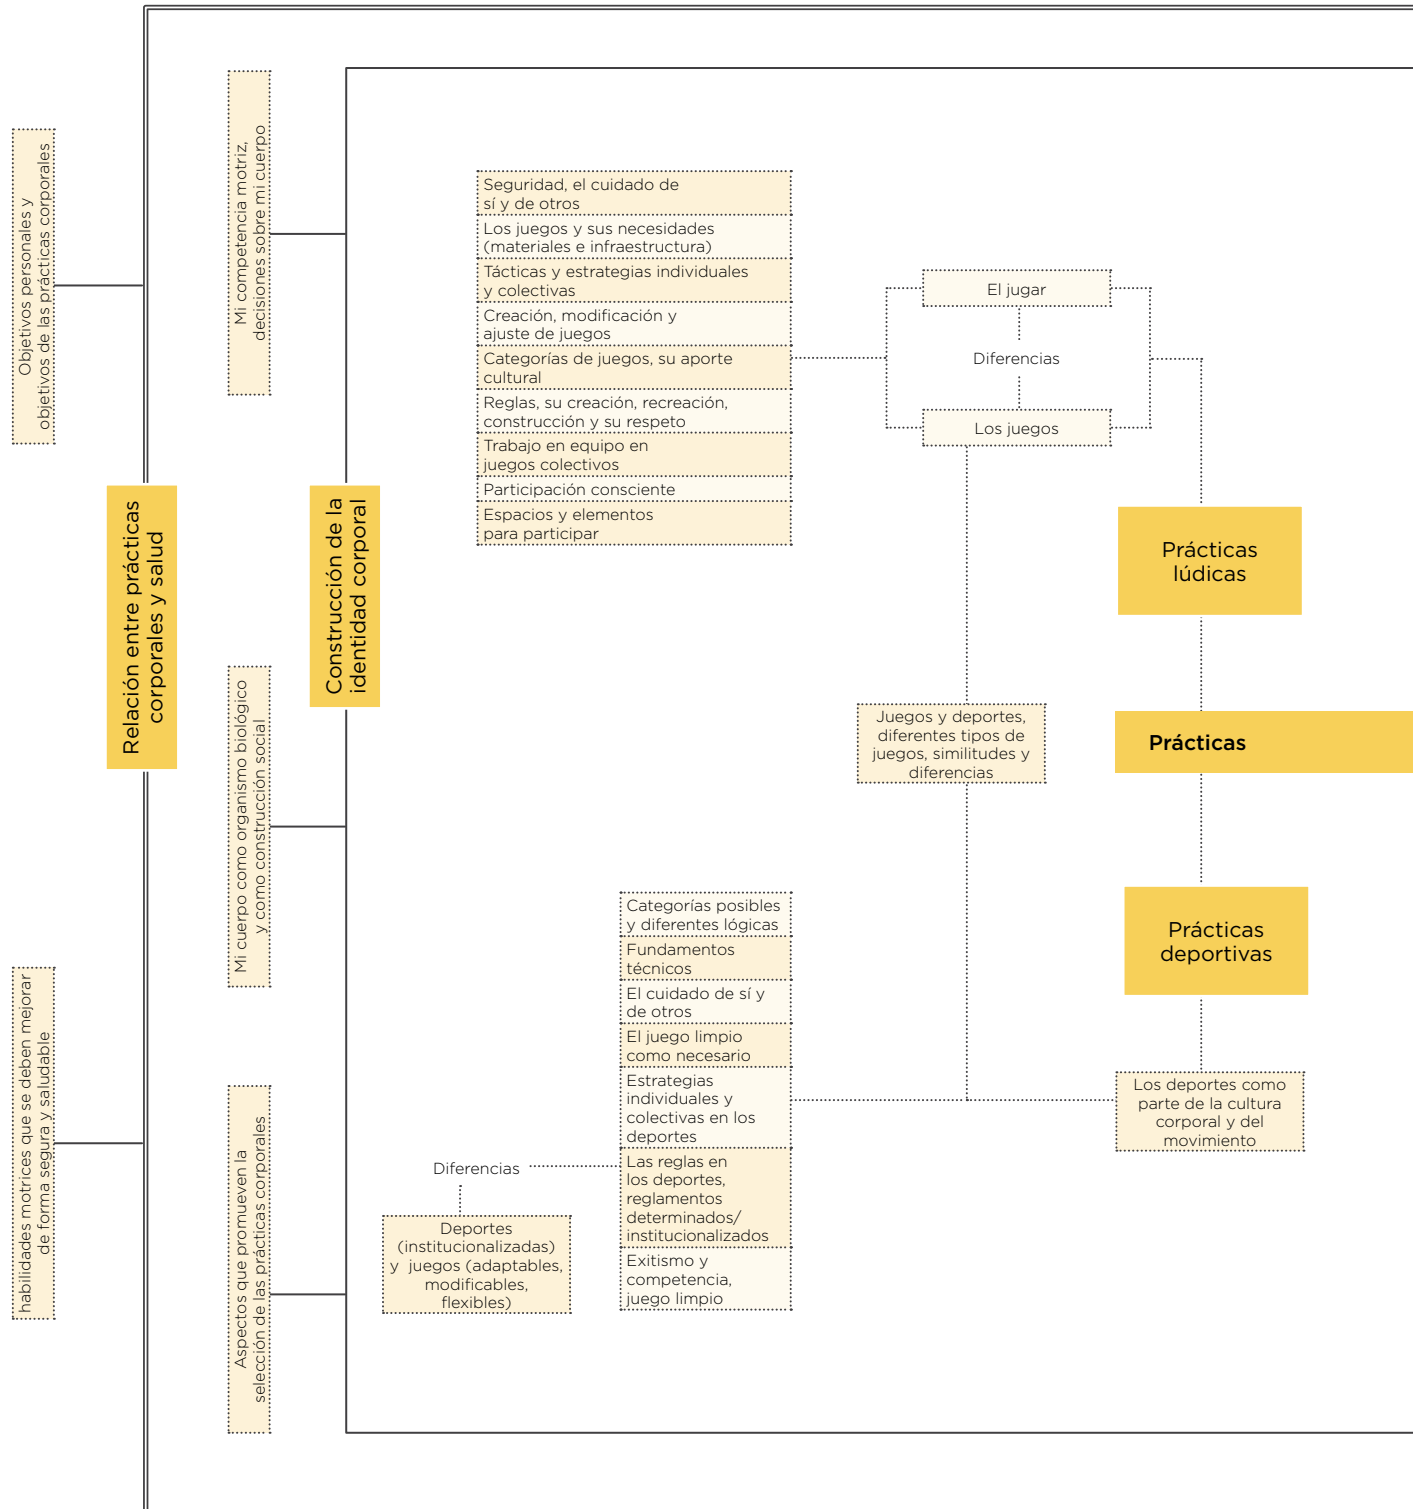 Objetivos personales y
objetivos de las prácticas corporales
habilidades motrices que se deben mejorar
de forma segura y saludable
Relación entre prácticas
corporales y salud
Mi competencia motriz,
decisiones sobre mi cuerpo
Mi cuerpo como organismo biológico
y como construcción social
Aspectos que promueven la
selección de las prácticas corporales
Construcción de la
identidad corporal
Seguridad, el cuidado de
sí y de otros
Los juegos y sus necesidades
(materiales e infraestructura)
Tácticas y estrategias individuales
y colectivas
Creación, modificación y
ajuste de juegos
Categorías de juegos, su aporte
cultural
Reglas, su creación, recreación,
construcción y su respeto
Trabajo en equipo en
juegos colectivos
Participación consciente
Espacios y elementos
para participar
El jugar
Diferencias
Los juegos
Prácticas
lúdicas
Juegos y deportes,
diferentes tipos de
juegos, similitudes y
diferencias
Prácticas
Prácticas
deportivas
Categorías posibles
y diferentes lógicas
Fundamentos
técnicos
El cuidado de sí y
de otros
El juego limpio
como necesario
Estrategias
individuales y
colectivas en los
deportes
Las reglas en
los deportes,
reglamentos
determinados/
institucionalizados
Exitismo y
competencia,
juego limpio
Los deportes como
parte de la cultura
corporal y del
movimiento
Diferencias
Deportes
(institucionalizadas)
y juegos (adaptables,
modificables,
flexibles)